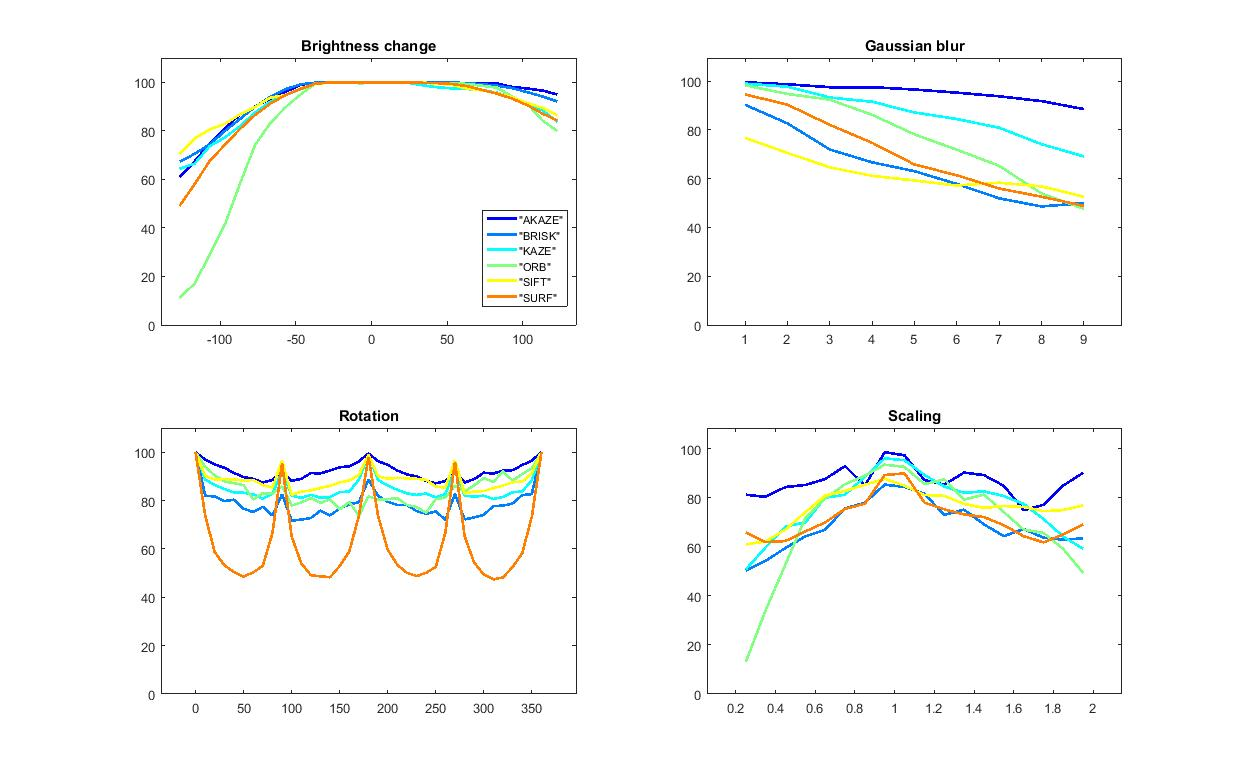 Brightness change
100
80
60
40
20
0
-100 -50 0 50 100
"AKAZE"
"BRISK"
"KAZE"
"ORB"
"SIFT"
"SURF"
Gaussian blur
100
80
60
40
20
0
1 2 3 4 5 6 7 8 9
Rotation
100
80
60
40
20
0
0 50 100 150 200 250 300 350
Scaling
100
80
60
40
20
0
0.2 0.4 0.6 0.8 1 1.2 1.4 1.6 1.8 2